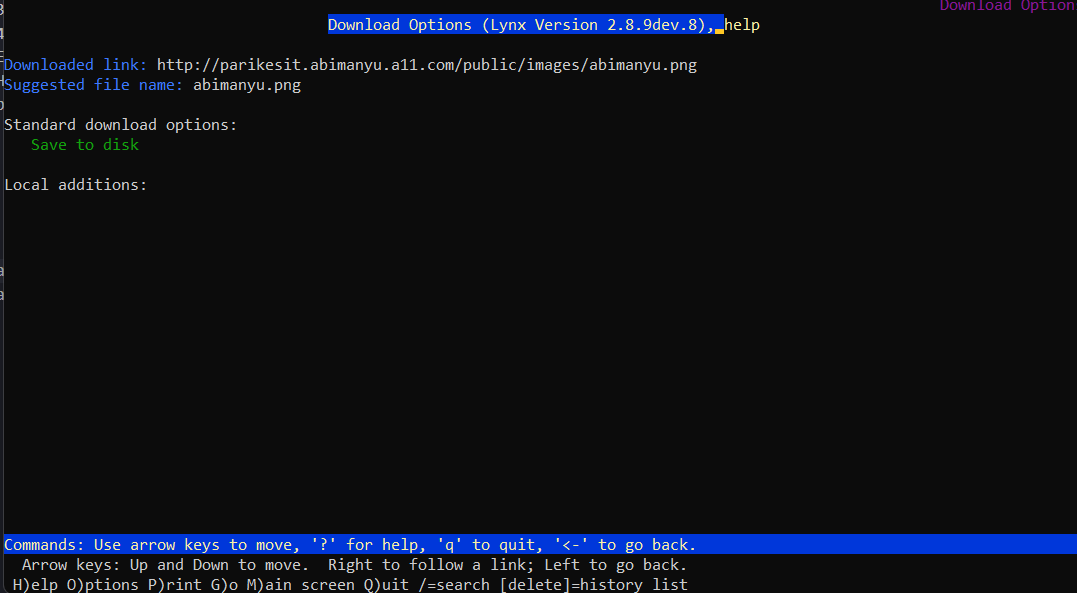 Download Option
Download Options (Lynx Version 2.8.9dev.8), help
Downloaded link: http://parikesit.abimanyu.a11.com/public/images/abimanyu.png
Suggested file name: abimanyu.png
Standard download options:
Save to disk
Local additions:
Commands: Use arrow keys to move, '?' for help, 'q' to quit, '<-' to go back.
Arrow keys: Up and Down to move. Right to follow a link; Left to go back.
H)elp O)ptions P)rint G)o M)ain screen Q)uit /=search [delete]=history list